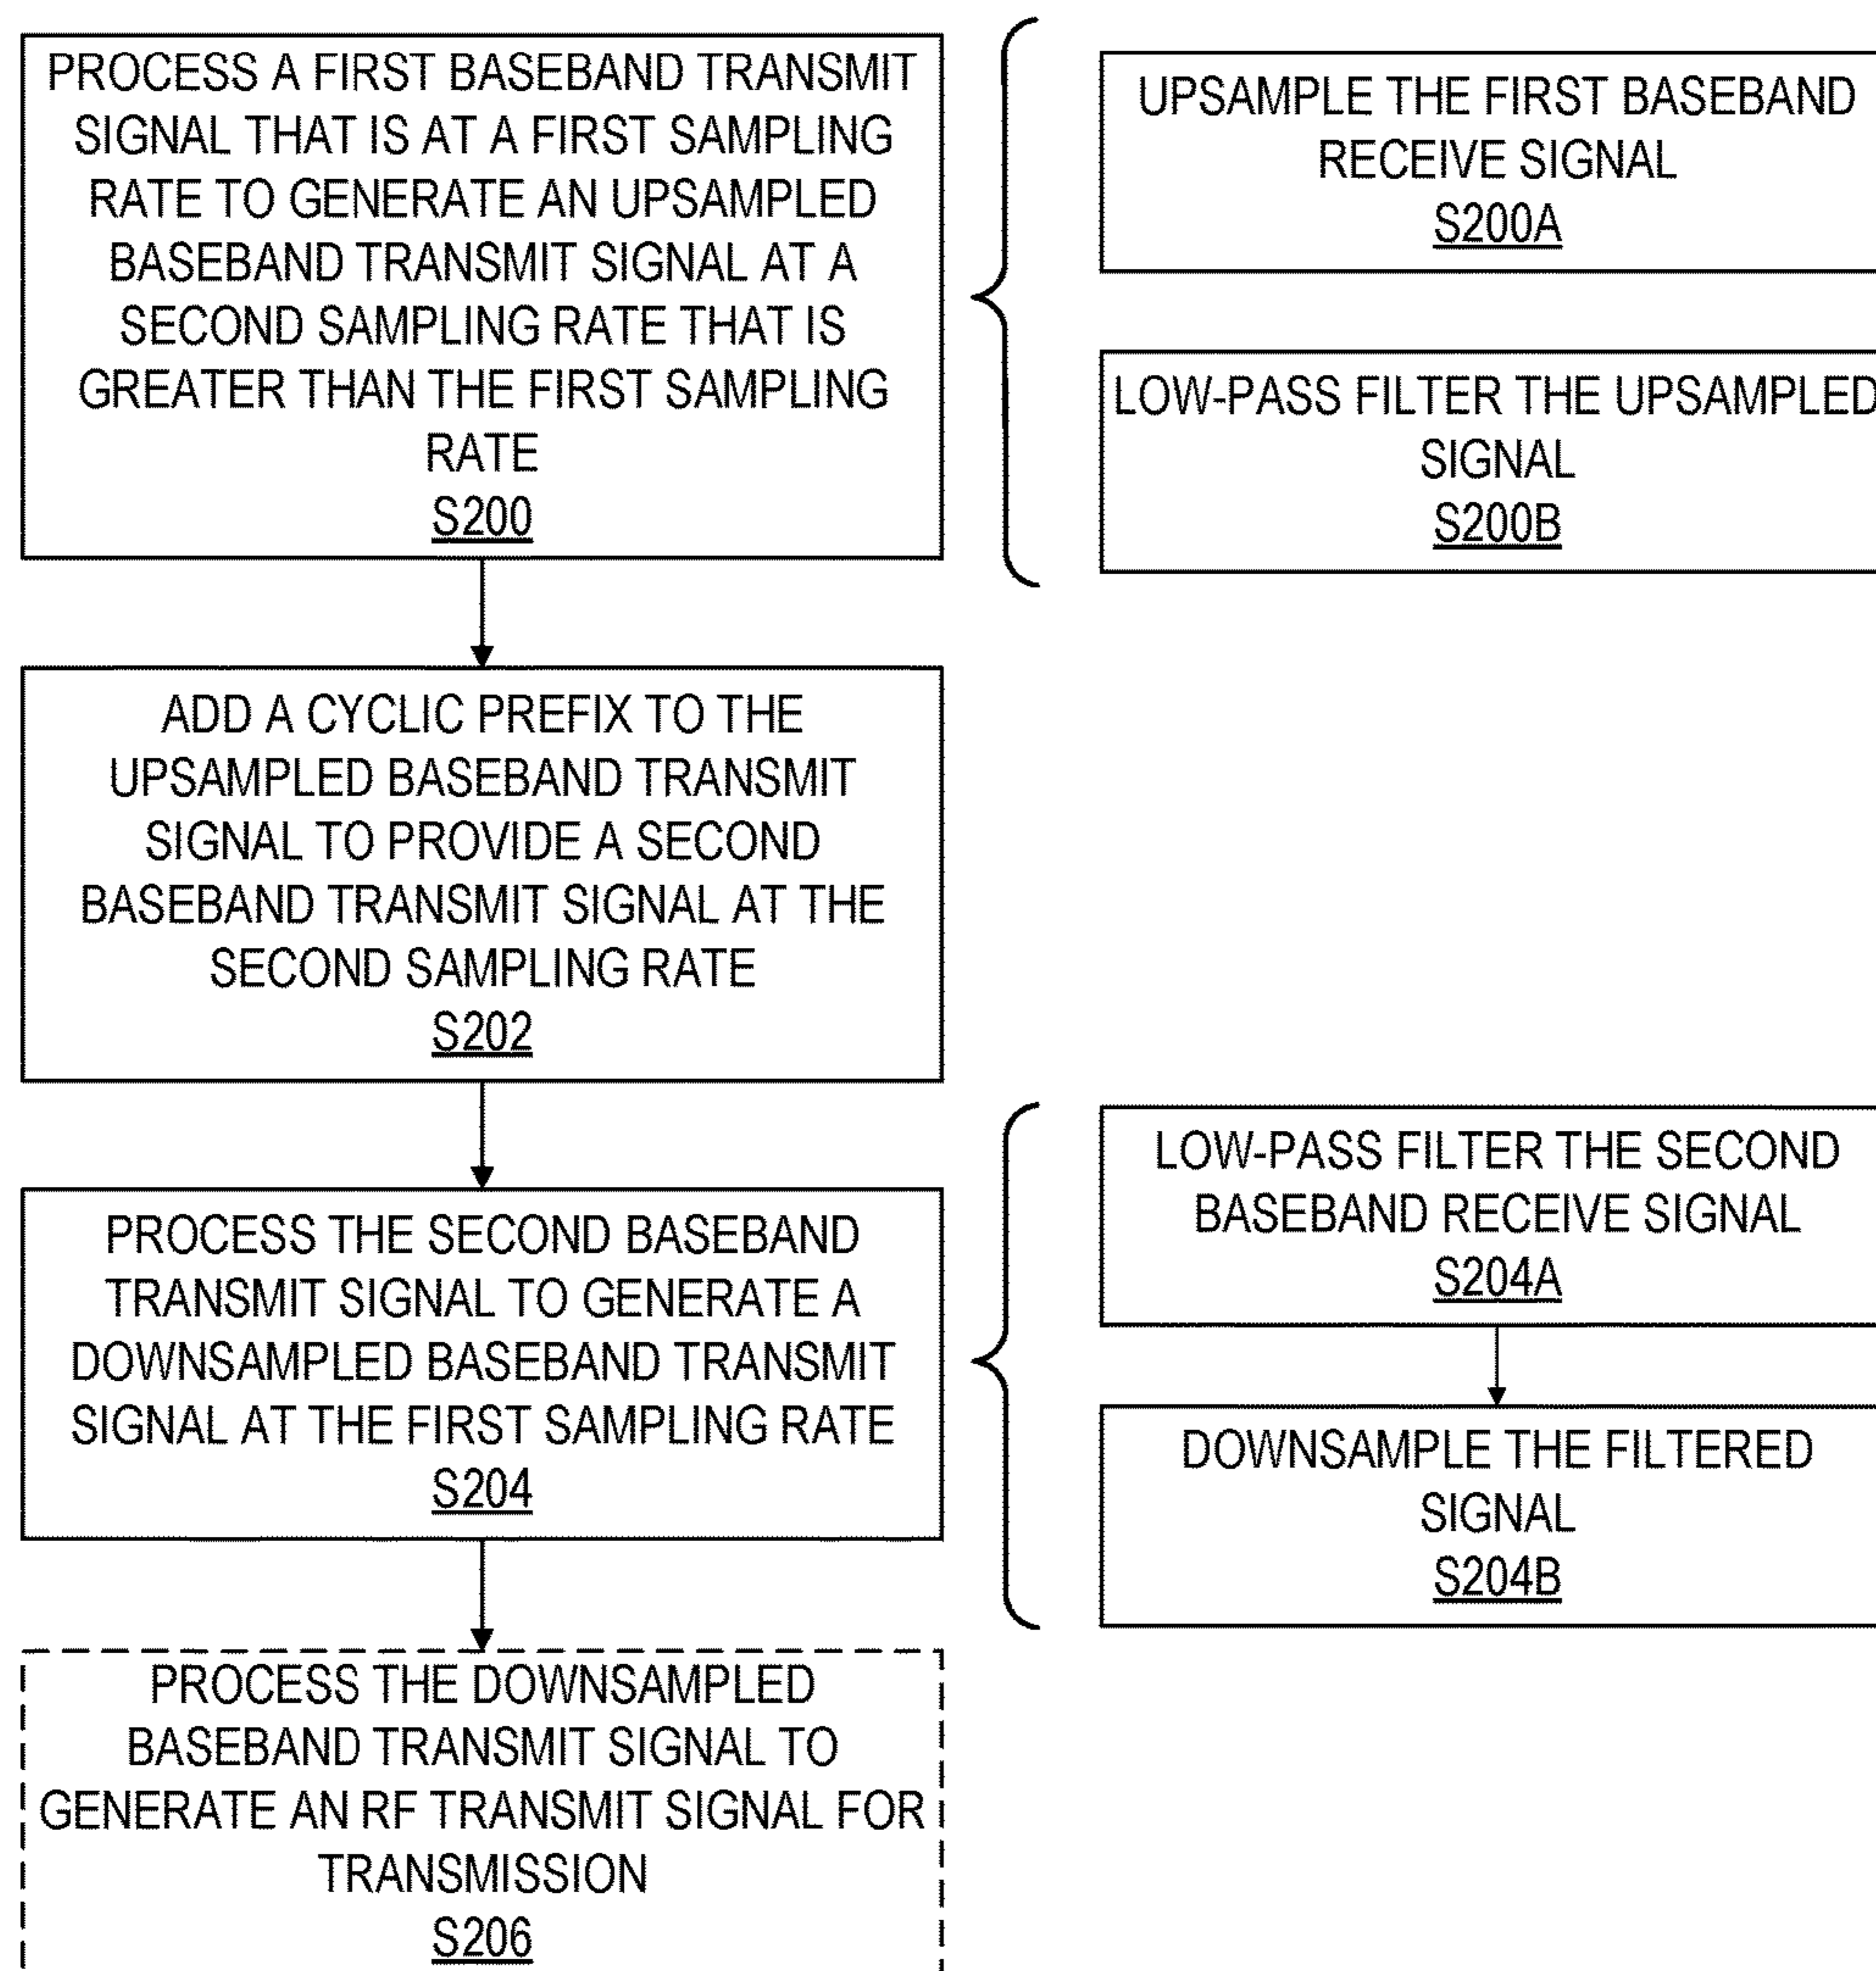 PROCESS A FIRST BASEBAND TRANSMIT
SIGNAL THAT IS AT A FIRST SAMPLING
RATE TO GENERATE AN UPSAMPLED
BASEBAND TRANSMIT SIGNAL AT A
SECOND SAMPLING RATE THAT IS
GREATER THAN THE FIRST SAMPLING
RATE
S200
UPSAMPLE THE FIRST BASEBAND
RECEIVE SIGNAL
S200A
LOW-PASS FILTER THE UPSAMPLED
SIGNAL
S200B
ADD A CYCLIC PREFIX TO THE
UPSAMPLED BASEBAND TRANSMIT
SIGNAL TO PROVIDE A SECOND
BASEBAND TRANSMIT SIGNAL AT THE
SECOND SAMPLING RATE
S202
PROCESS THE SECOND BASEBAND
TRANSMIT SIGNAL TO GENERATE A
DOWNSAMPLED BASEBAND TRANSMIT
SIGNAL AT THE FIRST SAMPLING RATE
S204
LOW-PASS FILTER THE SECOND
BASEBAND RECEIVE SIGNAL
S204A
DOWNSAMPLE THE FILTERED
SIGNAL
S204B
PROCESS THE DOWNSAMPLED
BASEBAND TRANSMIT SIGNAL TO
GENERATE AN RF TRANSMIT SIGNAL FOR
TRANSMISSION
S206